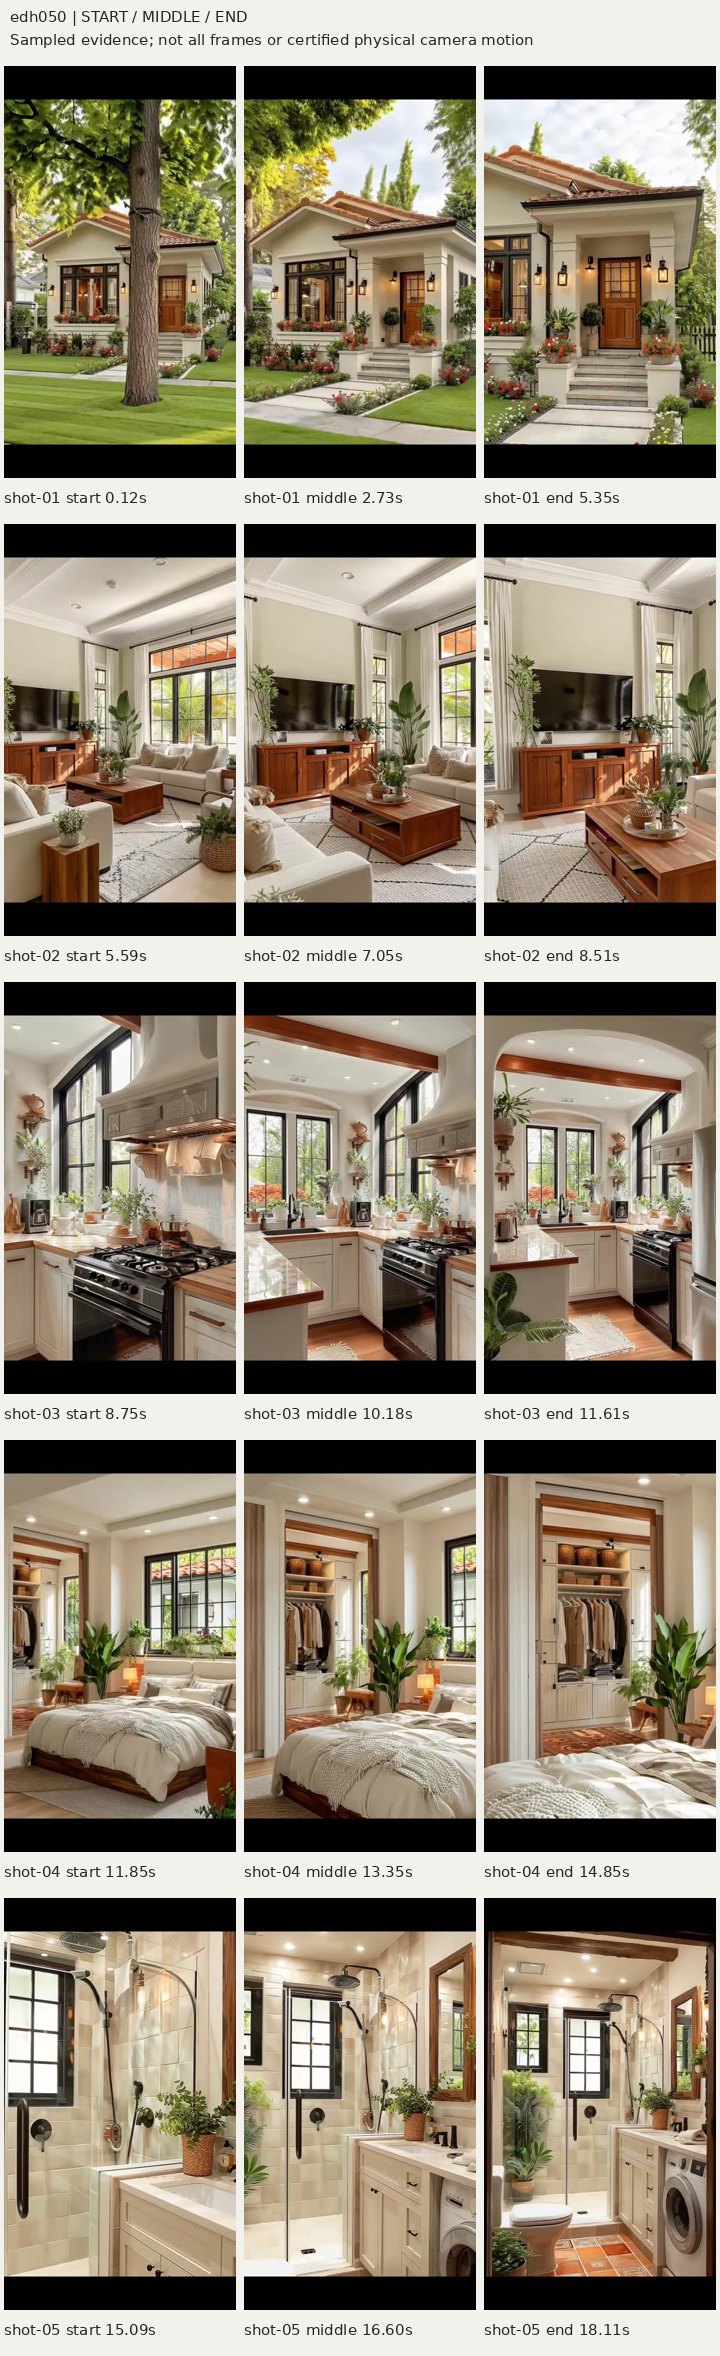 edh050 | START / MIDDLE / END
Sampled evidence; not all frames or certified physical camera motion
shot-01 start 0.12s
shot-01 middle 2.73s
shot-01 end 5.35s
shot-02 start 5.59s
shot-02 middle 7.05s
shot-02 end 8.51s
shot-03 start 8.75s
shot-03 middle 10.18s
shot-03 end 11.61s
shot-04 start 11.85s
shot-04 middle 13.35s
shot-04 end 14.85s
shot-05 start 15.09s
shot-05 middle 16.60s
shot-05 end 18.11s